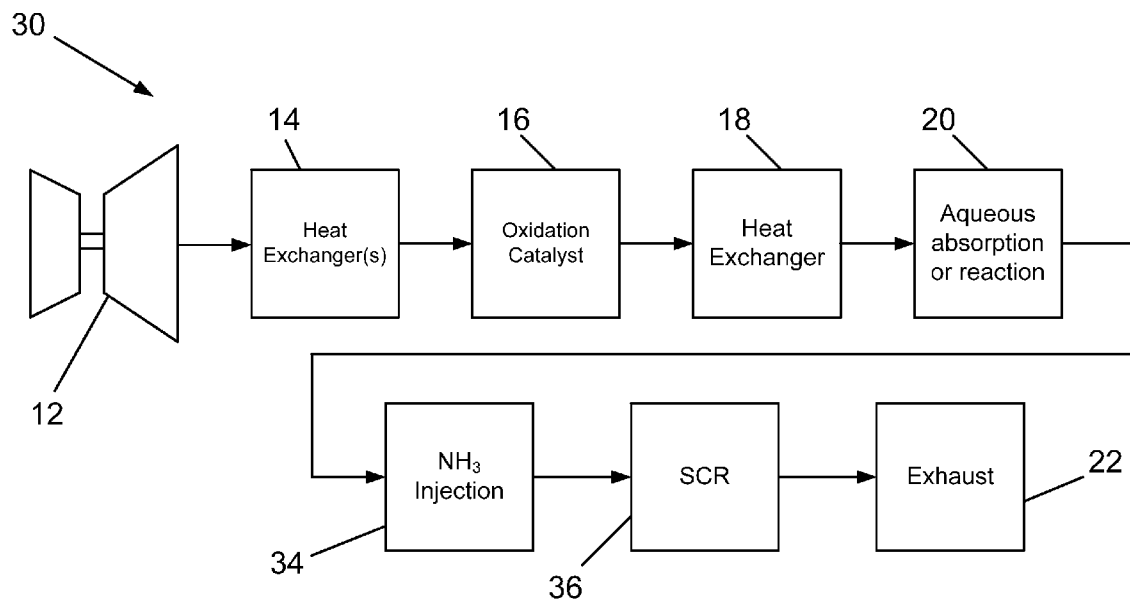 30
14
16
18
20
Heat
Exchanger(s)
Oxidation
Catalyst
Heat
Exchanger
Aqueous
absorption
or reaction
12
NH₃
Injection
SCR
Exhaust
22
34
36